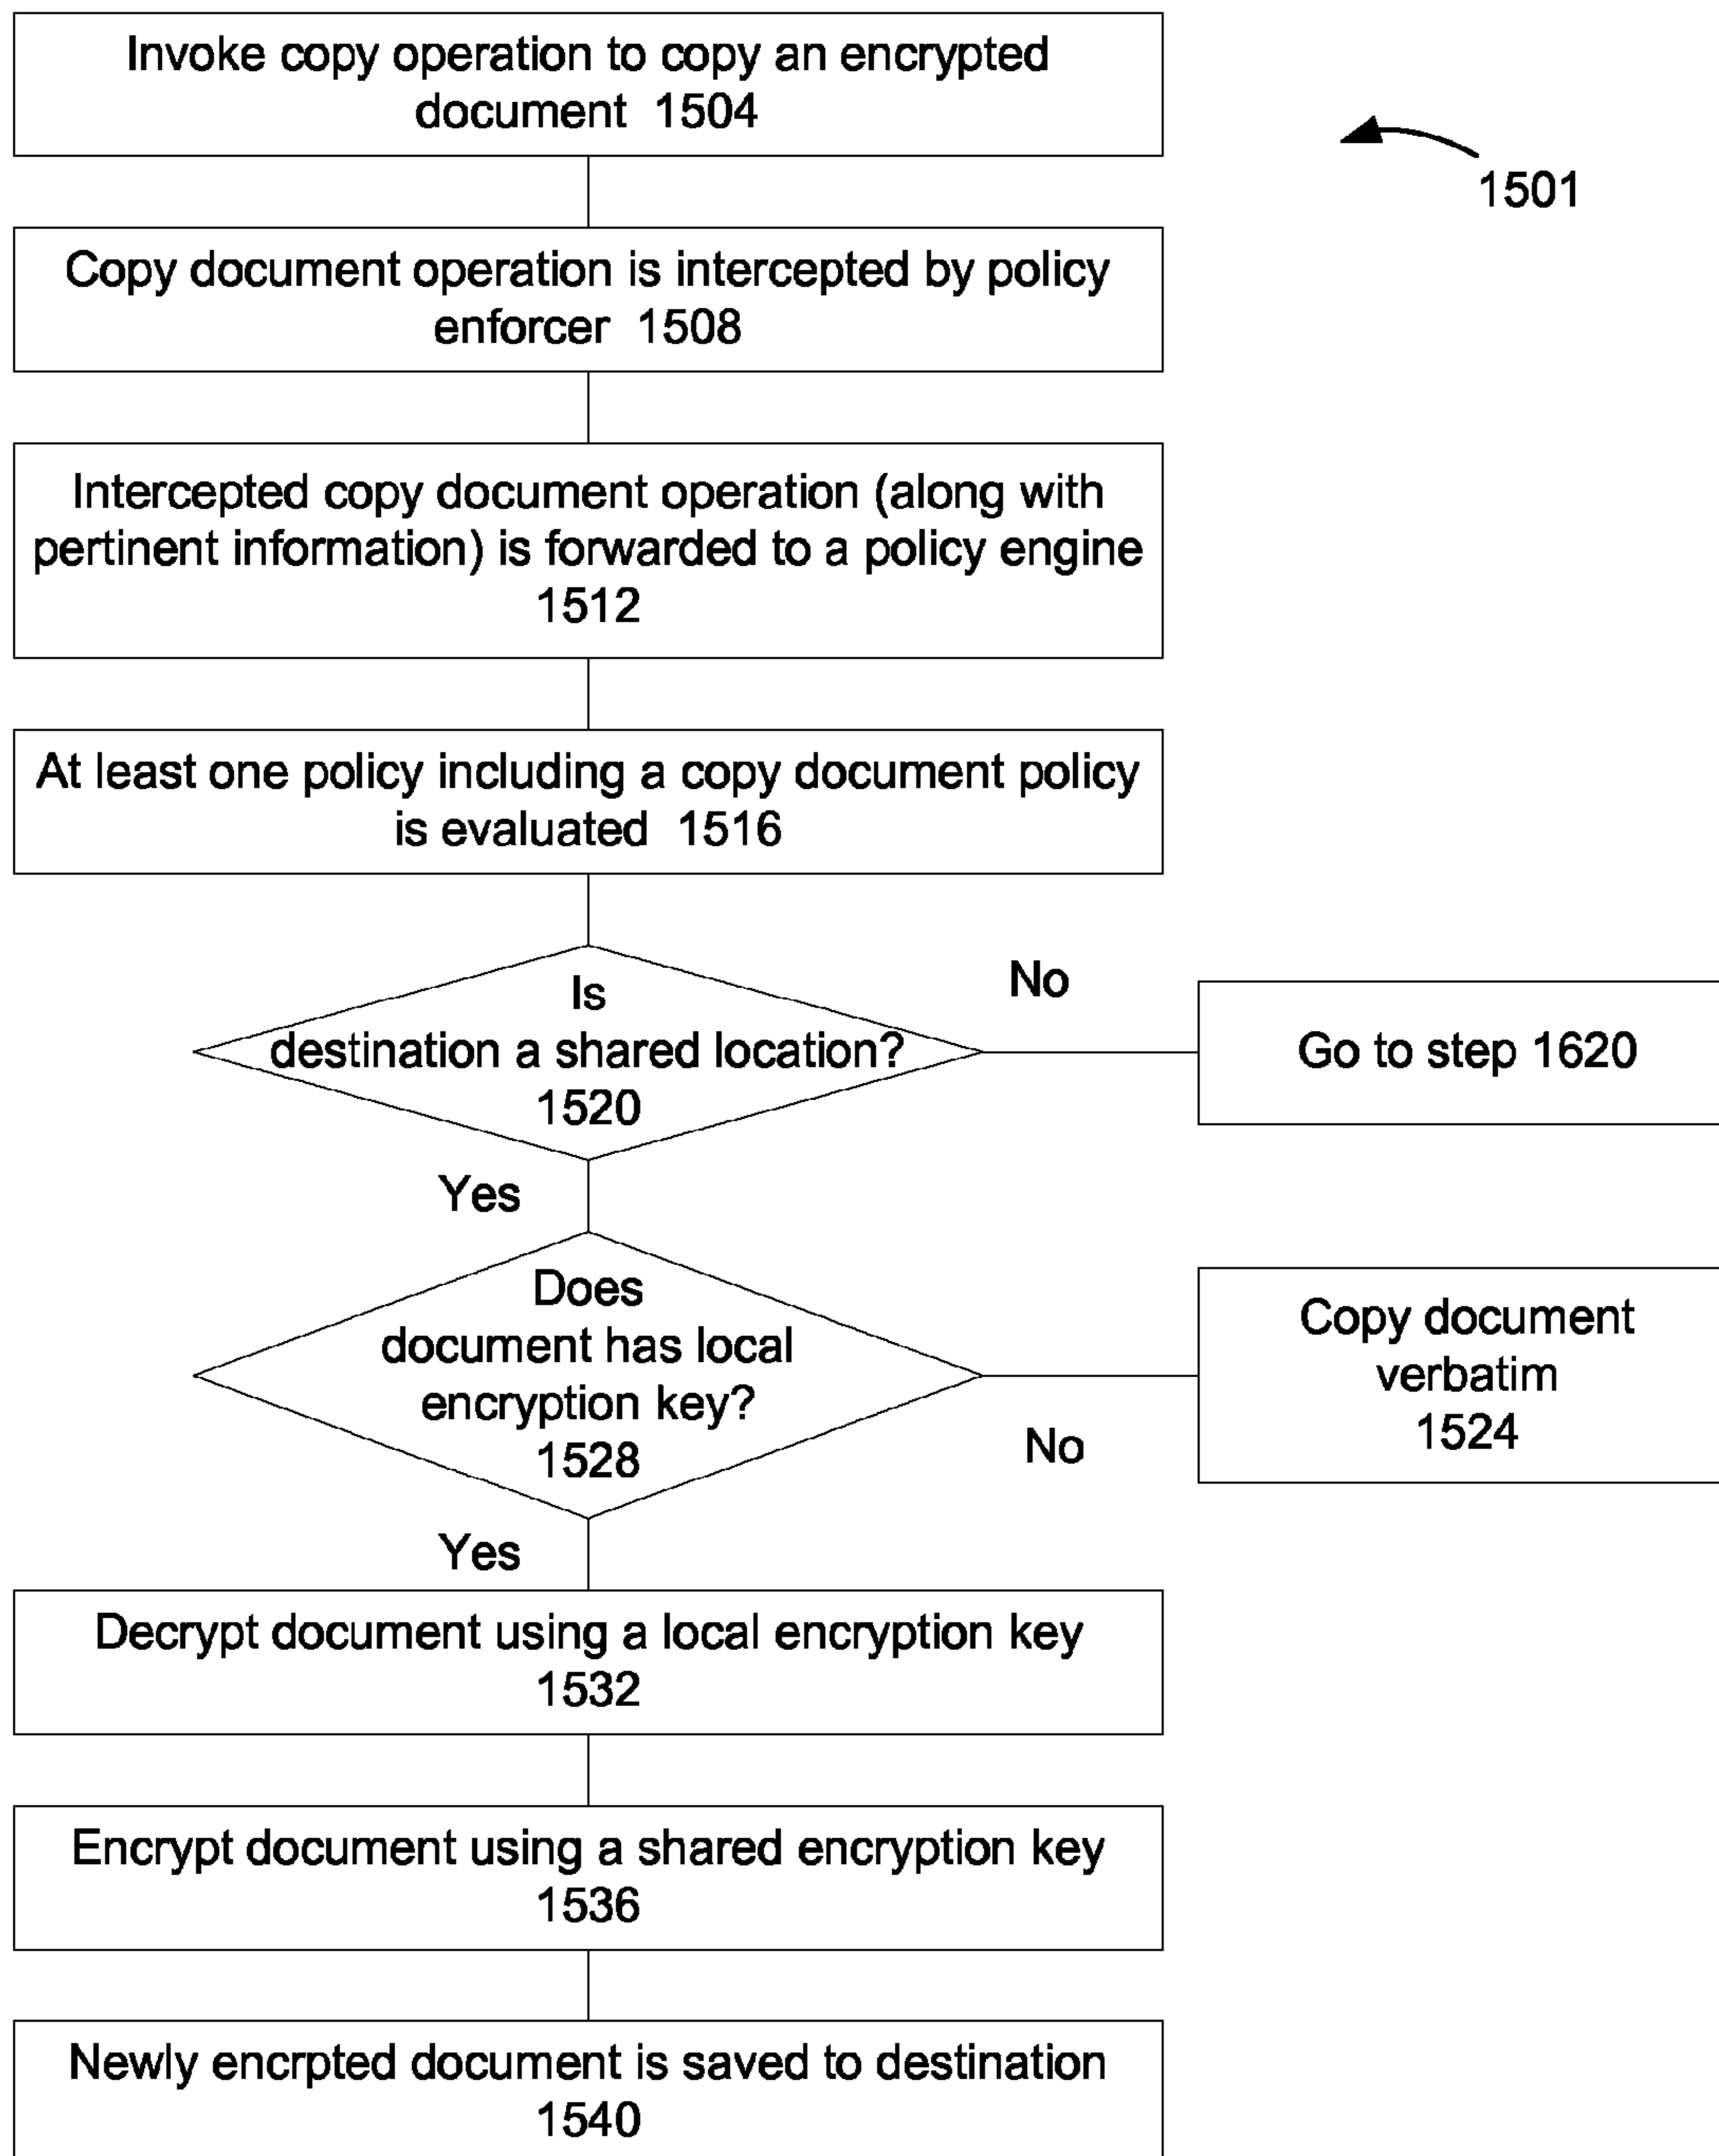 Invoke copy operation to copy an encrypted
document 1504
1501
Copy document operation is intercepted by policy
enforcer 1508
Intercepted copy document operation (along with
pertinent information) is forwarded to a policy engine
1512
At least one policy including a copy document policy
is evaluated 1516
Is
destination a shared location?
1520
No
Go to step 1620
Yes
Does
document has local
encryption key?
1528
No
Copy document
verbatim
1524
Yes
Decrypt document using a local encryption key
1532
Encrypt document using a shared encryption key
1536
Newly encrpted document is saved to destination
1540